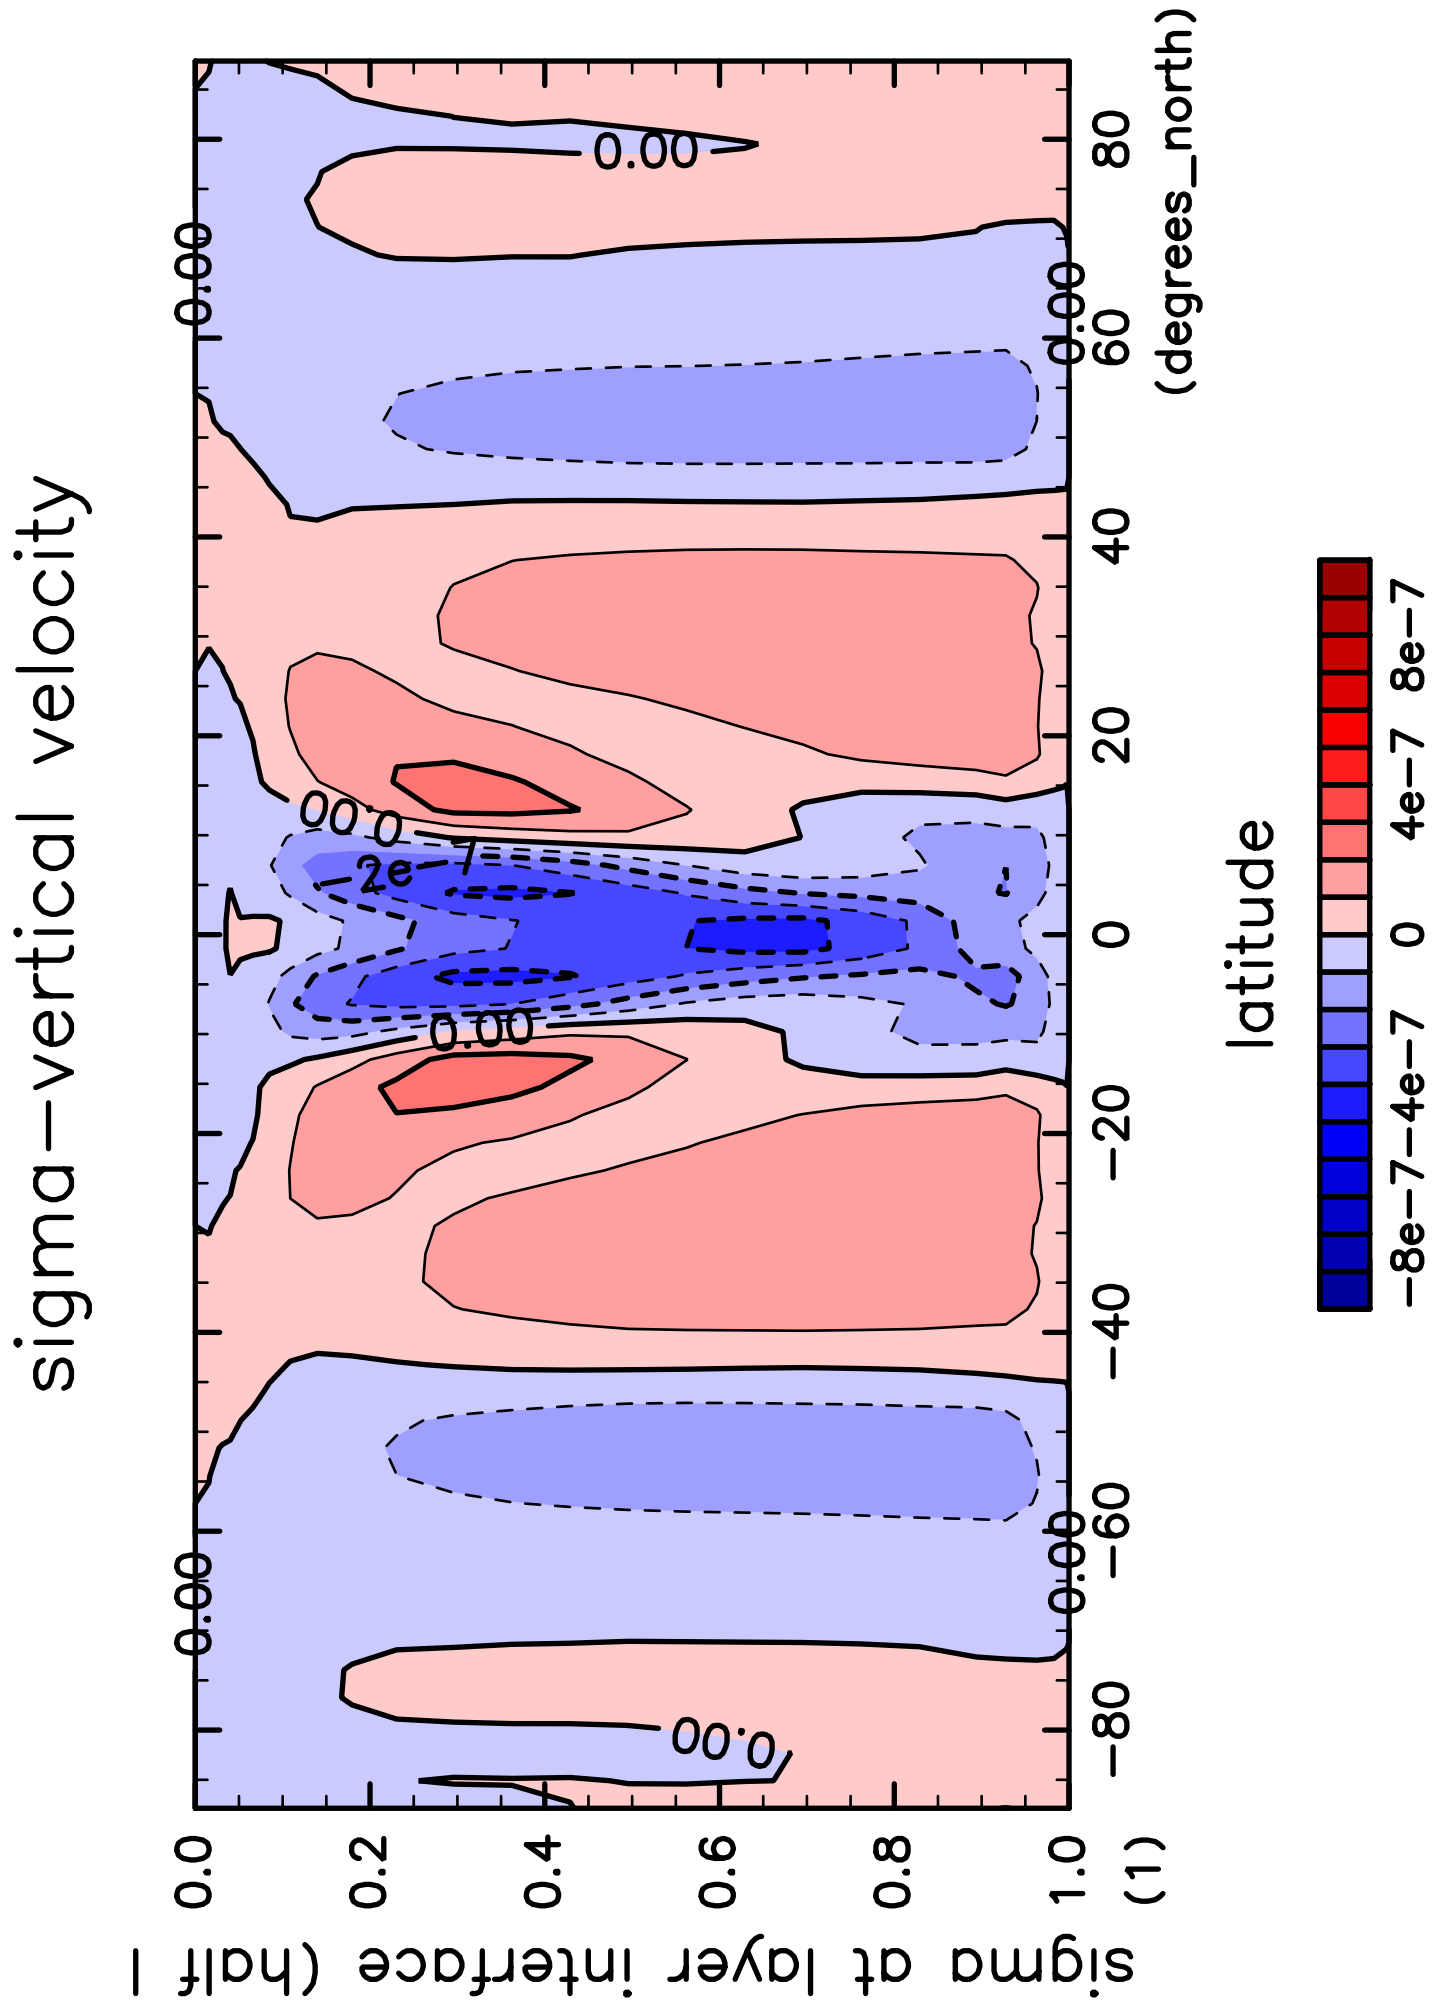 sigma−vertical velocity
sigma at layer interface (half l
0.0
0.2
0.4
0.6
0.8
1.0
(1)
0.00
0.00
0.00
2e−7
0.00
0.00
0.00
0.00
0.00
−80 −60 −40 −20 0 20 40 60 80
latitude (degrees_north)
−8e−7−4e−7 0 4e−7 8e−7